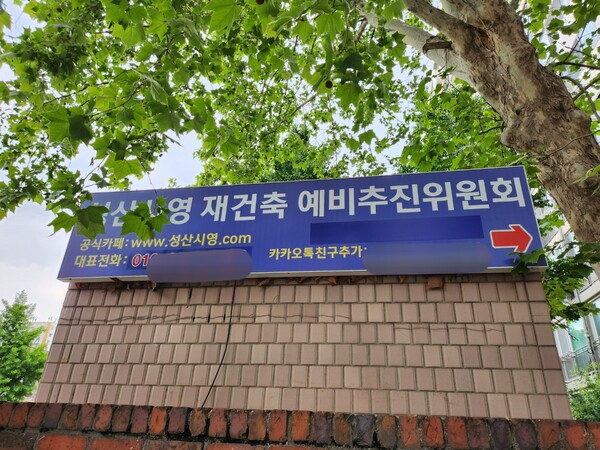 성산시영 재건축 예비추진위원회
공식카페 : www.성산시영.com
대표전화 : 01
카카오톡친구추가